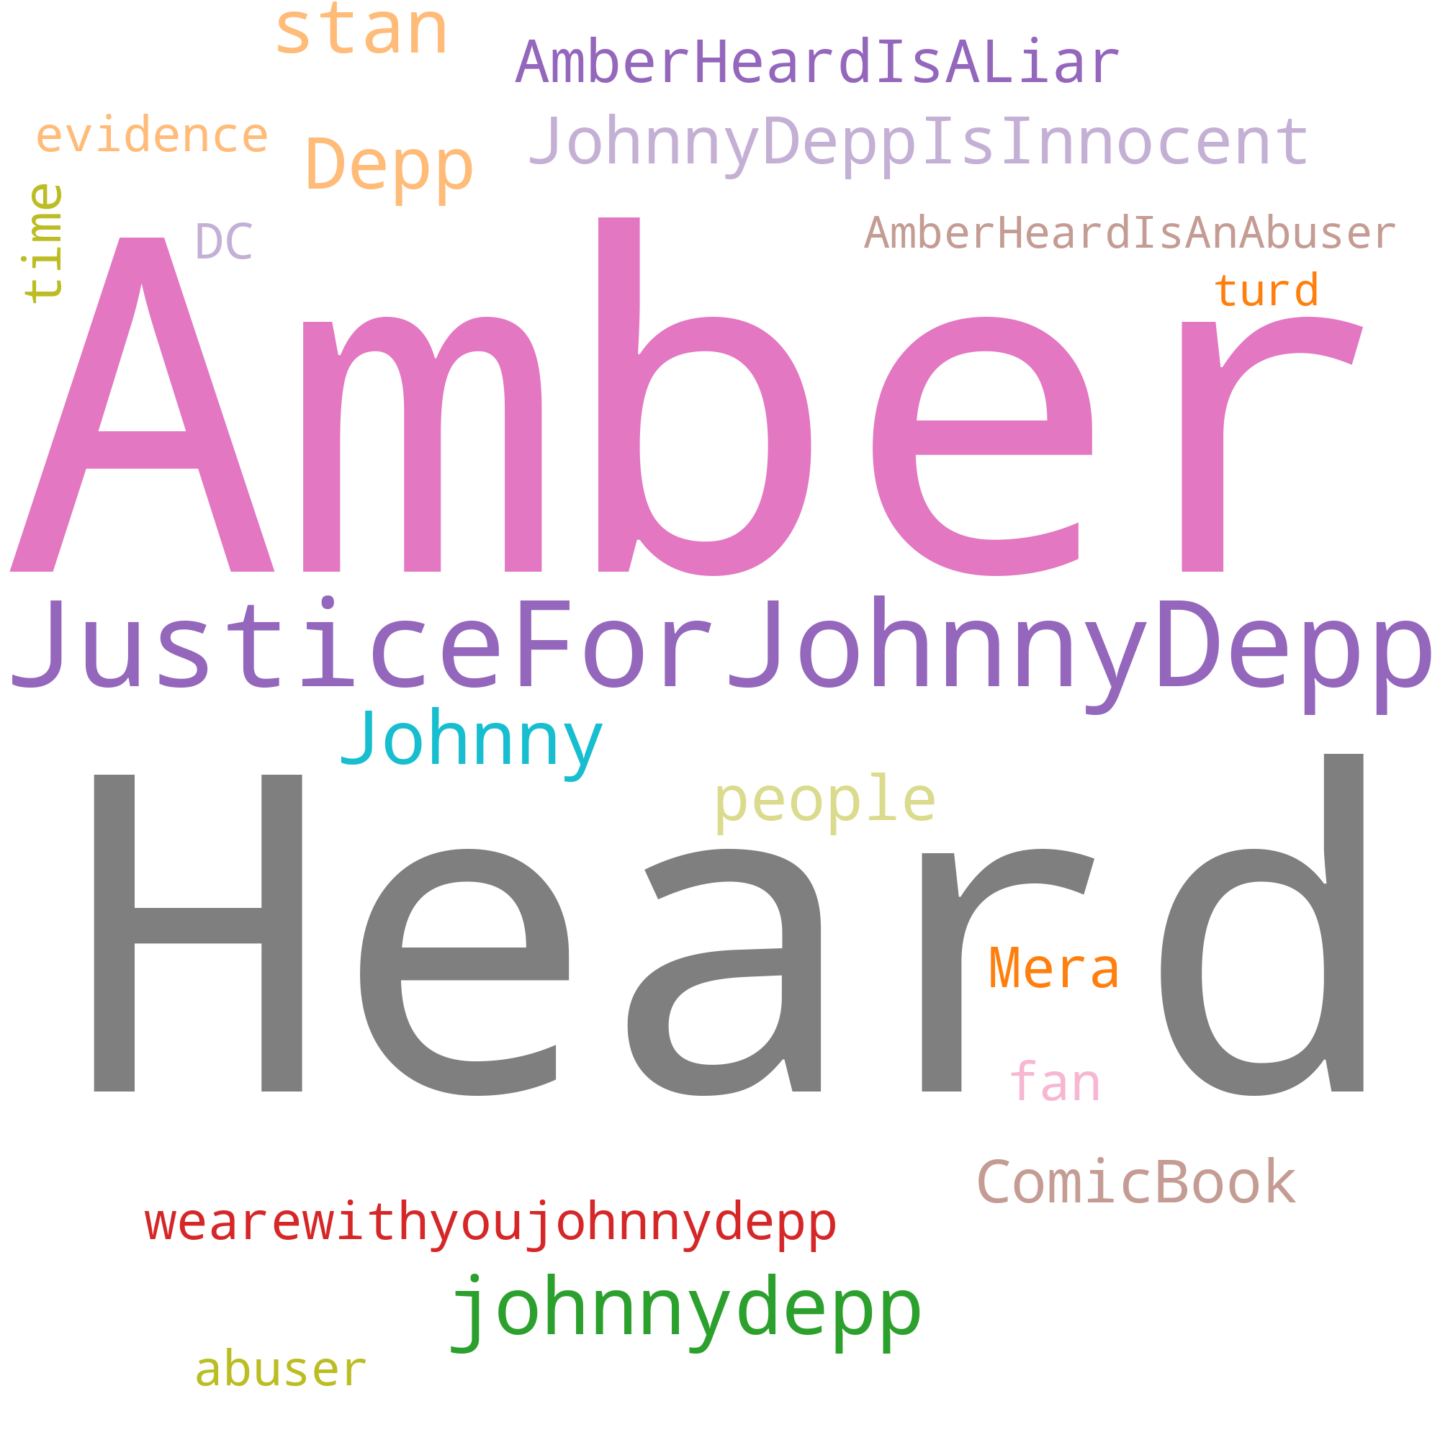 stan
AmberHeardIsALiar
evidence
Depp
JohnnyDeppIsInnocent
time
DC
AmberHeardIsAnAbuser
turd
Amber
JusticeForJohnnyDepp
Johnny
people
Heard
Mera
fan
ComicBook
wearewithyoujohnnydepp
johnnydepp
abuser